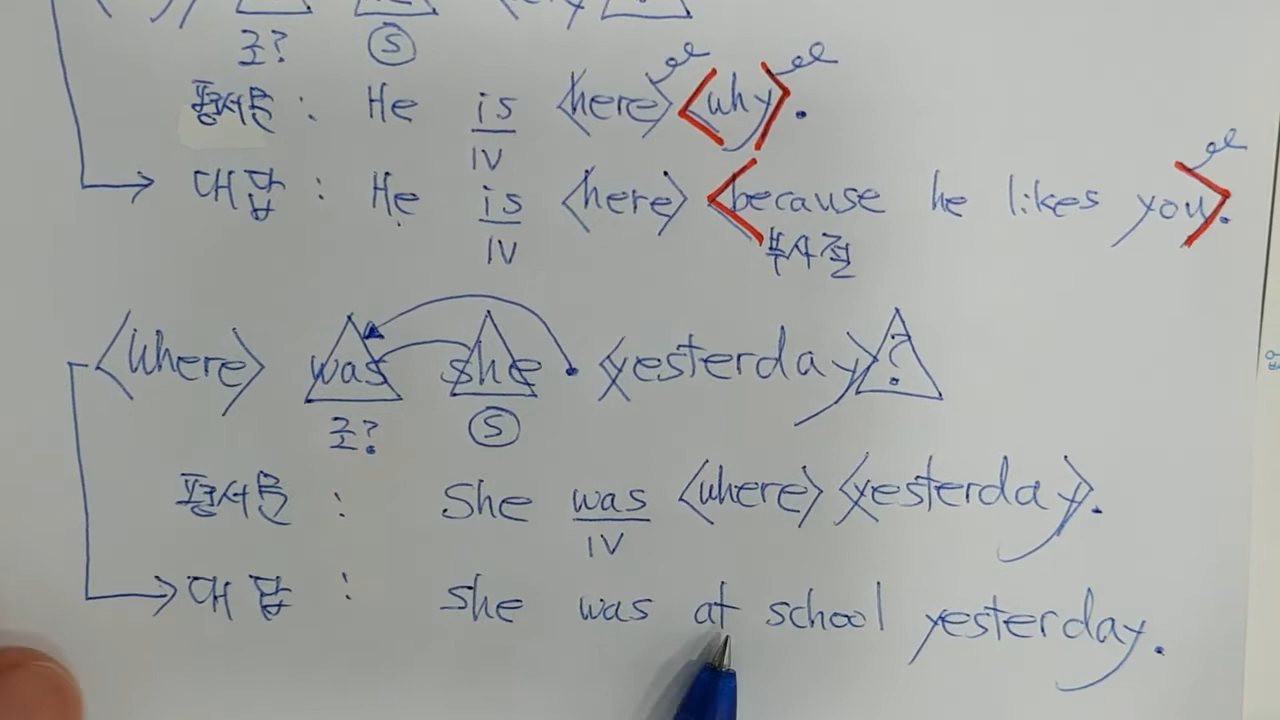 조? S
평서문 : He is <here> <why>.
IV
대답 : He is <here> <because he likes you>.
IV 부사절
<Where> was she <yesterday>?
조? S
평서문 : She was <where> <yesterday>.
IV
대답 : She was at school yesterday.